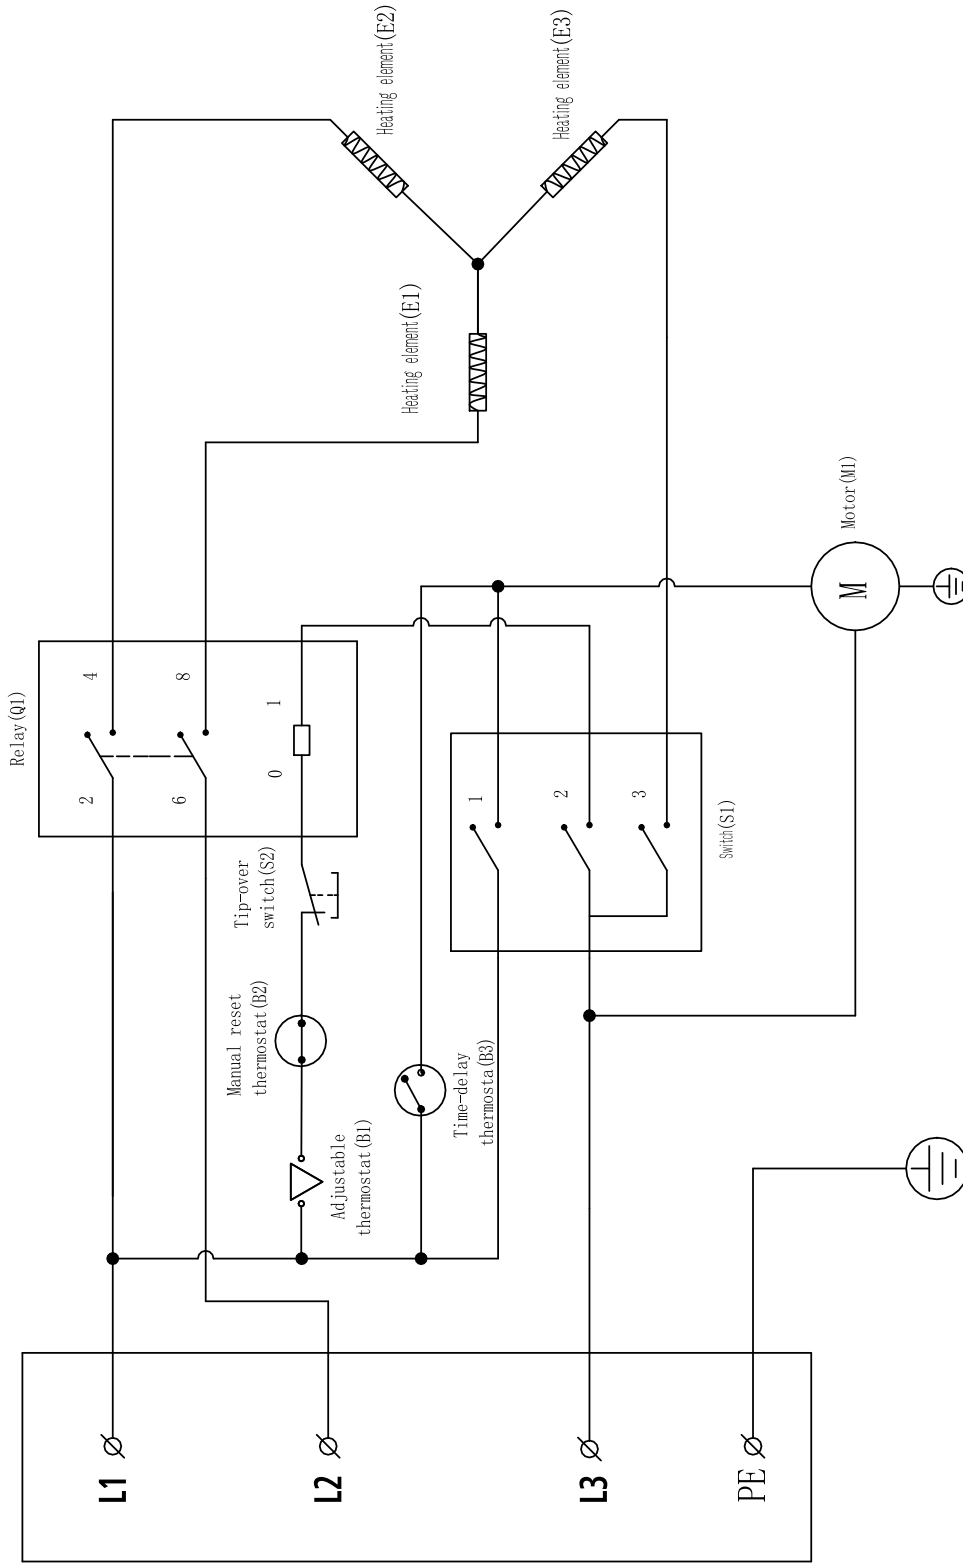 Heating element(E2)
Heating element(E3)
Heating element(E1)
Relay(Q1)
4
8
1
2
6
0
Motor(M1)
M
1
2
3
Switch(S1)
Tip-over
switch(S2)
Manual reset
thermostat(B2)
Time-delay
thermosta(B3)
Adjustable
thermostat(B1)
L1
L2
L3
PE